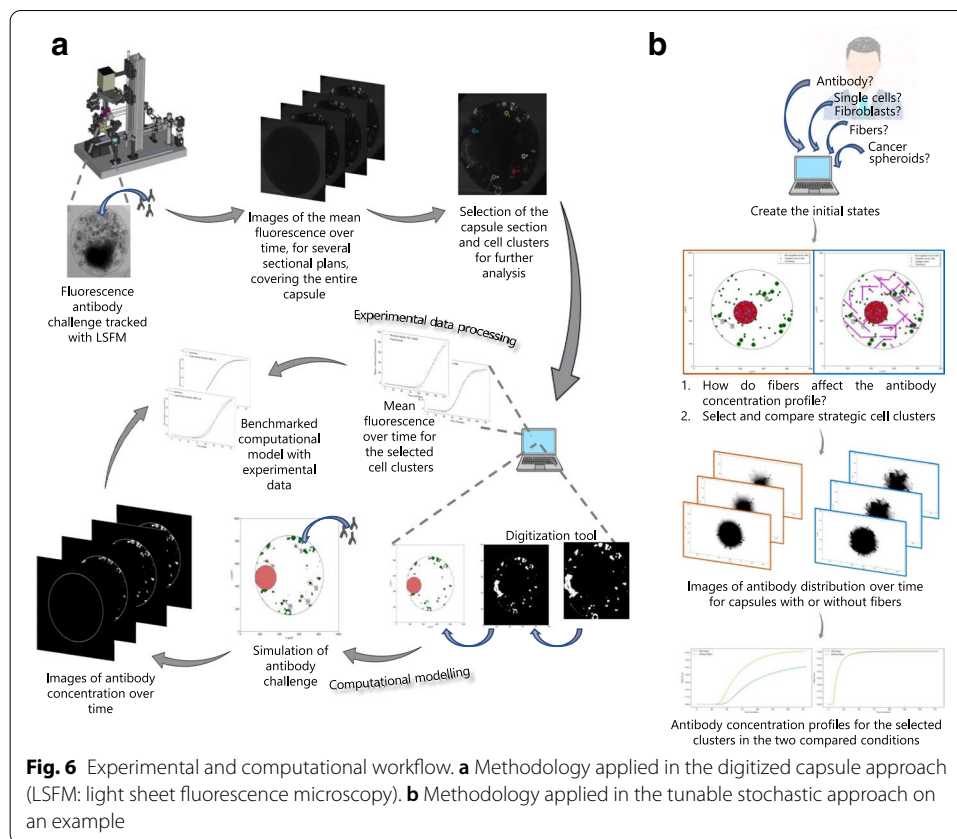 a
Fluorescence
antibody
challenge tracked
with LSFM
Images of the mean
fluorescence over
time, for several
sectional plans,
covering the entire
capsule
Selection of the
capsule section
and cell clusters
for further
analysis
Experimental data processing
Mean
fluorescence
over time for
the selected
cell clusters
Benchmarked
computational
model with
experimental
data
Digitization tool
Computational modelling
Simulation of
antibody
challenge
Images of antibody
concentration over
time
b
Antibody?
Single cells?
Fibroblasts?
Fibers?
Cancer
spheroids?
Create the initial states
1. How do fibers affect the antibody
concentration profile?
2. Select and compare strategic cell clusters
Images of antibody distribution over time
for capsules with or without fibers
Antibody concentration profiles for the selected
clusters in the two compared conditions
Fig. 6 Experimental and computational workflow. a Methodology applied in the digitized capsule approach
(LSFM: light sheet fluorescence microscopy). b Methodology applied in the tunable stochastic approach on
an example